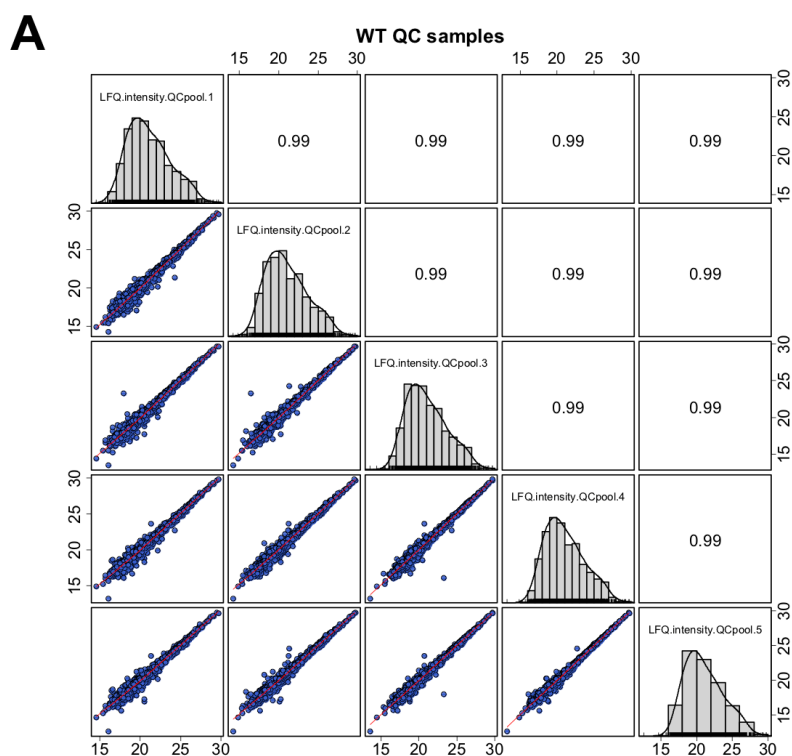 A
WT QC samples
15 20 25 30 15 20 25 30
LFQ.intensity.QCpool.1
0.99 0.99 0.99 0.99
30
25
20
15
30
25
20
15
LFQ.intensity.QCpool.2
0.99 0.99 0.99
LFQ.intensity.QCpool.3
0.99 0.99
30
25
20
15
30
25
20
15
LFQ.intensity.QCpool.4
0.99
LFQ.intensity.QCpool.5
30
25
20
15
15 20 25 30 15 20 25 30 15 20 25 30